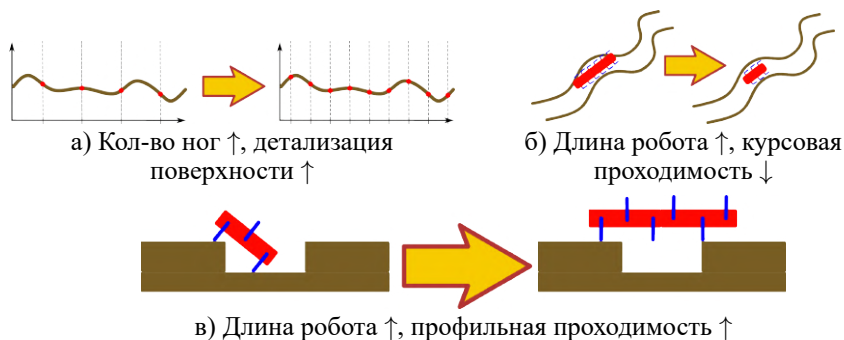 а) Кол-во ног ↑, детализация
поверхности ↑
б) Длина робота ↑, курсовая
проходимость ↓
в) Длина робота ↑, профильная проходимость ↑